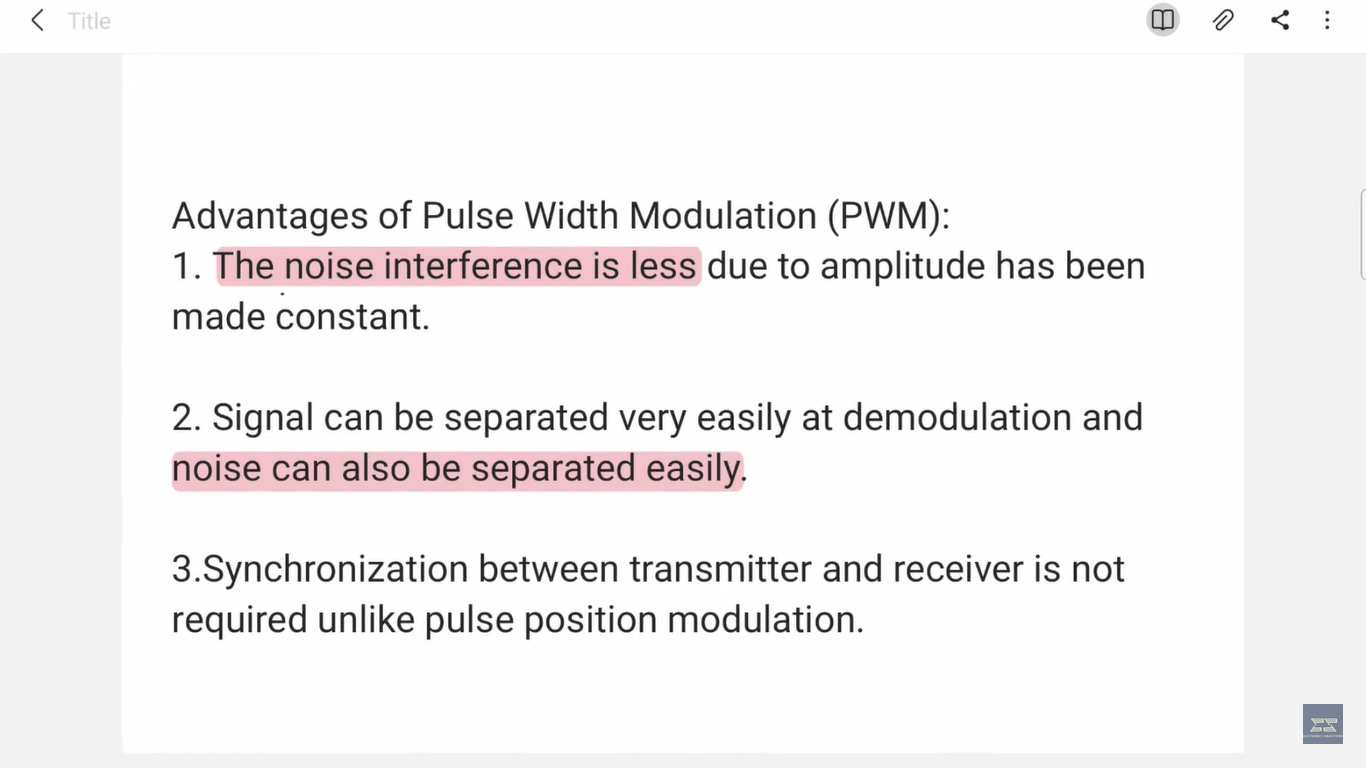 Title
Advantages of Pulse Width Modulation (PWM):
1. The noise interference is less due to amplitude has been
made constant.
2. Signal can be separated very easily at demodulation and
noise can also be separated easily.
3.Synchronization between transmitter and receiver is not
required unlike pulse position modulation.